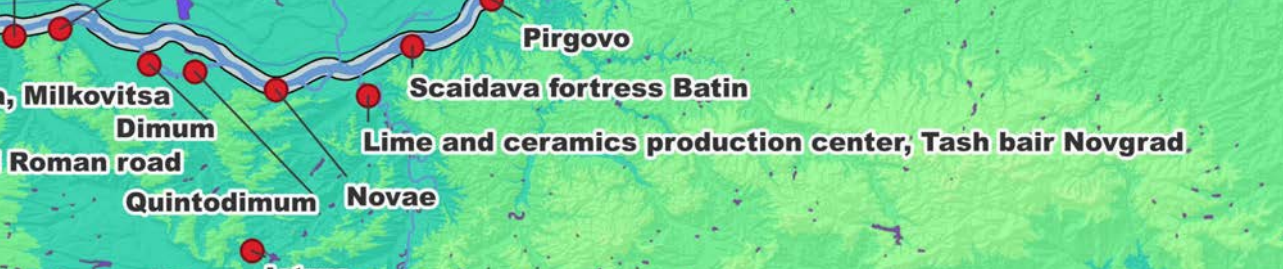 Pirgovo
Scaidava fortress Batin
, Milkovitsa
Dimum
Lime and ceramics production center, Tash bair Novgrad
Roman road
Quintodimum
Novae